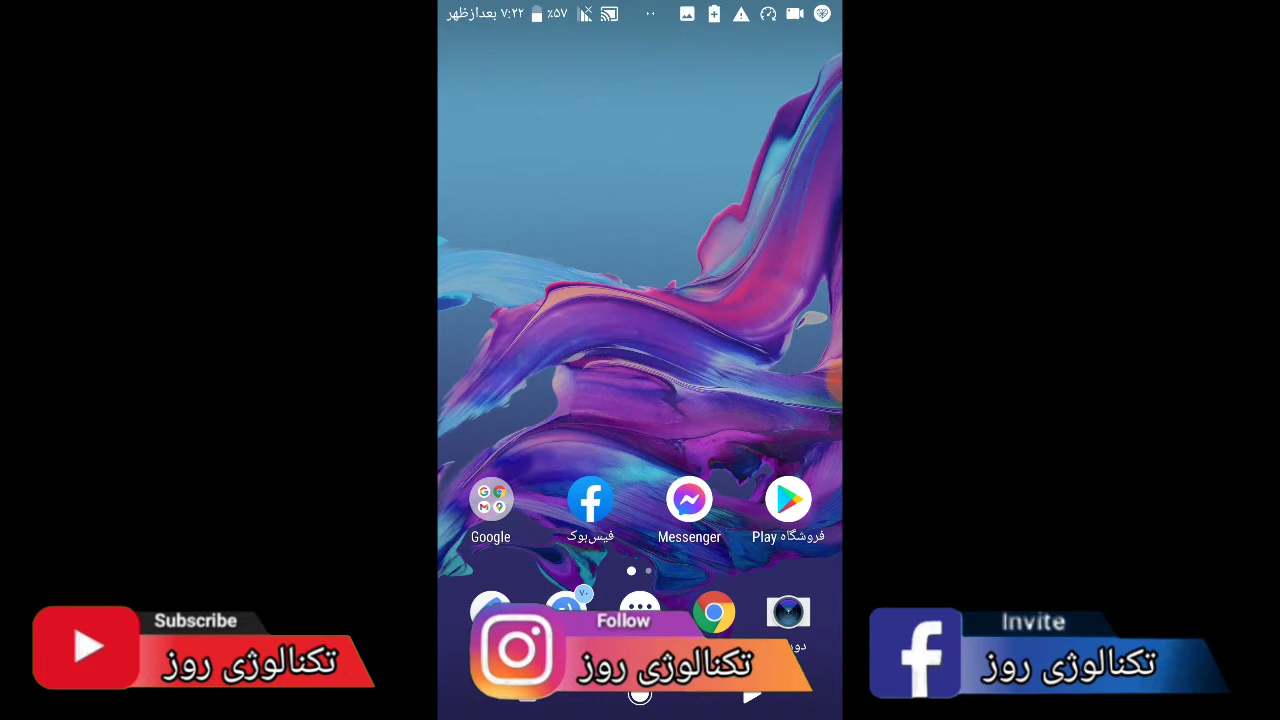 ۷:۲۲ بعدازظهر ٪۵۷
Google
فیس‌بوک
Messenger
فروشگاه Play
۷۰
Subscribe
تکنالوژی روز
Follow
تکنالوژی روز
Invite
تکنالوژی روز